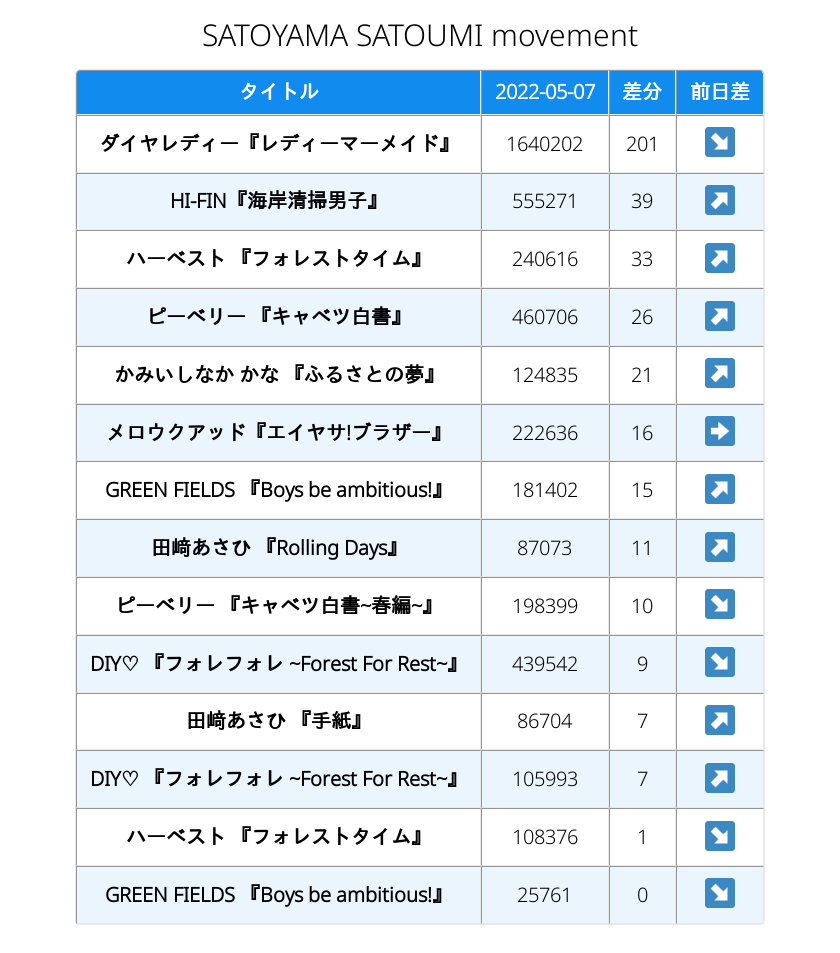 SATOYAMA SATOUMI movement
タイトル 2022-05-07 差分 前日差
ダイヤレディー『レディーマーメイド』 1640202 201 ↘
HI-FIN『海岸清掃男子』 555271 39 ↗
ハーベスト 『フォレストタイム』 240616 33 ↗
ピーベリー 『キャベツ白書』 460706 26 ↗
かみいしなか かな 『ふるさとの夢』 124835 21 ↗
メロウクアッド『エイヤサ!ブラザー』 222636 16 ➡
GREEN FIELDS 『Boys be ambitious!』 181402 15 ↗
田﨑あさひ 『Rolling Days』 87073 11 ↗
ピーベリー 『キャベツ白書~春編~』 198399 10 ↘
DIY♡ 『フォレフォレ ~Forest For Rest~』 439542 9 ↘
田﨑あさひ 『手紙』 86704 7 ↗
DIY♡ 『フォレフォレ ~Forest For Rest~』 105993 7 ↗
ハーベスト 『フォレストタイム』 108376 1 ↘
GREEN FIELDS 『Boys be ambitious!』 25761 0 ↘